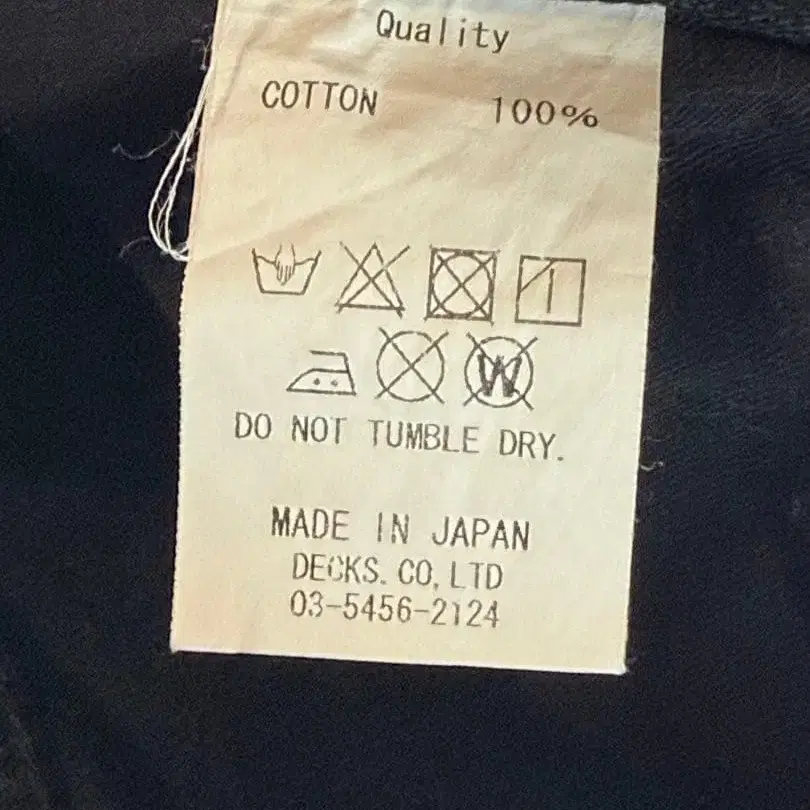 Quality
COTTON 100%
W
DO NOT TUMBLE DRY.
MADE IN JAPAN
DECKS. CO, LTD
03-5456-2124